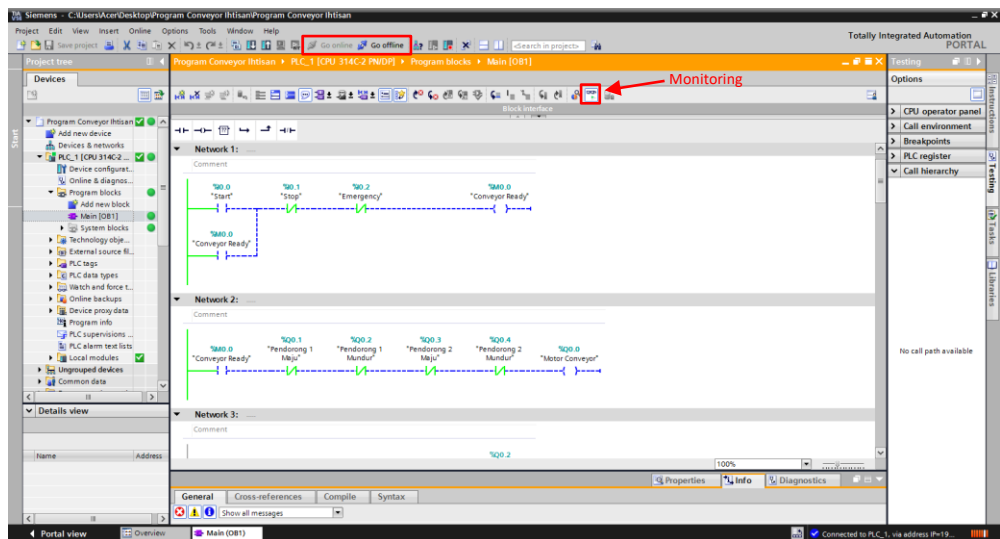 Siemens - C:\Users\Acer\Desktop\Program Conveyor Ihtisan\Program Conveyor Ihtisan
Project Edit View Insert Online Options Tools Window Help
Totally Integrated Automation
PORTAL
Save project
Go online Go offline
<Search in project>
Project tree
Program Conveyor Ihtisan PLC_1 [CPU 314C-2 PN/DP] Program blocks Main [OB1]
Testing
Devices
Options
Monitoring
Block interface
CPU operator panel
Call environment
Breakpoints
PLC register
Call hierarchy
Instructions
Testing
Tasks
Libraries
Start
Program Conveyor Ihtisan
Add new device
Devices & networks
PLC_1 [CPU 314C-2 ...
Device configurat...
Online & diagnos...
Program blocks
Add new block
Main [OB1]
System blocks
Technology obje...
External source fil...
PLC tags
PLC data types
Watch and force t...
Online backups
Device proxy data
Program info
PLC supervisions ...
PLC alarm text lists
Local modules
Ungrouped devices
Common data
Details view
Name Address
Network 1: ....
Comment
%I0.0 %I0.1 %I0.2 %M0.0
"Start" "Stop" "Emergency" "Conveyor Ready"
%M0.0
"Conveyor Ready"
Network 2: ....
Comment
%M0.0 %Q0.1 %Q0.2 %Q0.3 %Q0.4 %Q0.0
"Conveyor Ready" "Pendorong 1 Maju" "Pendorong 1 Mundur" "Pendorong 2 Maju" "Pendorong 2 Mundur" "Motor Conveyor"
Network 3: ....
Comment
%Q0.2
No call path available
100%
Properties Info Diagnostics
General Cross-references Compile Syntax
Show all messages
Portal view Overview Main (OB1)
Connected to PLC_1, via address IP=19...